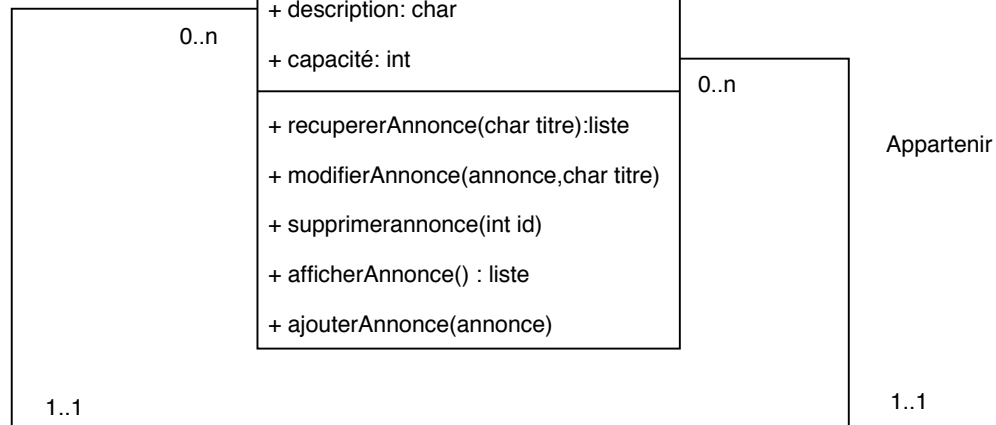 + description: char
0..n
+ capacité: int
0..n
+ recupererAnnonce(char titre):liste
Appartenir
+ modifierAnnonce(annonce,char titre)
+ supprimerannonce(int id)
+ afficherAnnonce() : liste
+ ajouterAnnonce(annonce)
1..1
1..1